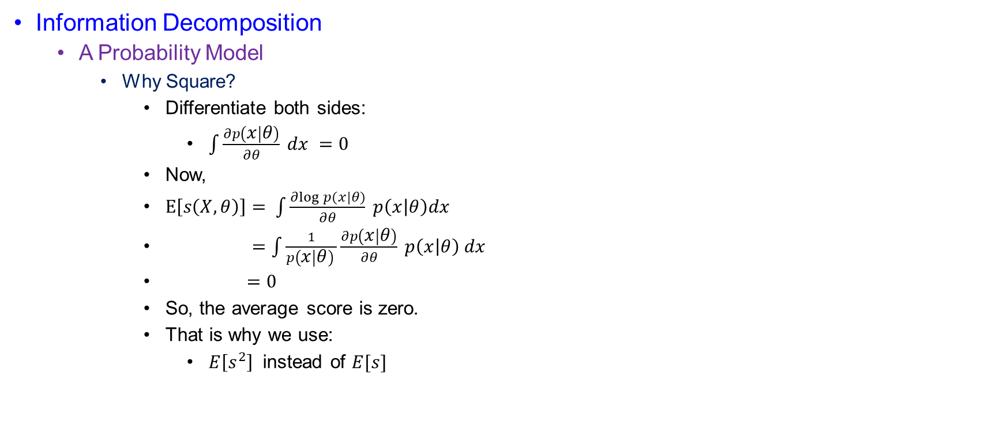 • Information Decomposition
• A Probability Model
• Why Square?
• Differentiate both sides:
• ∫ ∂p(x|θ)/∂θ dx = 0
• Now,
• E[s(X,θ)] = ∫ ∂log p(x|θ)/∂θ p(x|θ)dx
• = ∫ 1/p(x|θ) ∂p(x|θ)/∂θ p(x|θ) dx
• = 0
• So, the average score is zero.
• That is why we use:
• E[s²] instead of E[s]